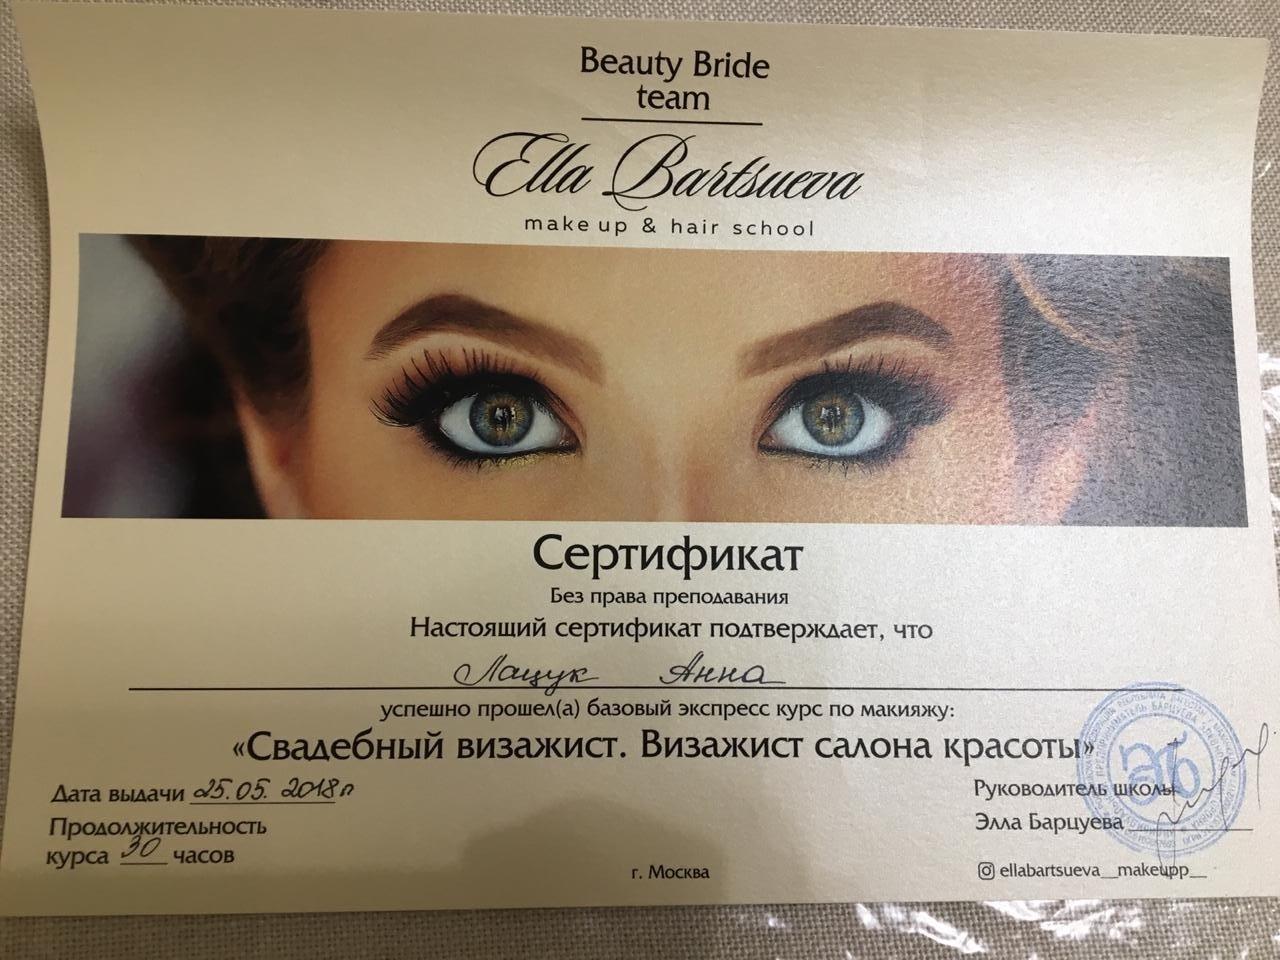 Beauty Bride
team
Ella Bartsueva
make up & hair school
Сертификат
Без права преподавания
Настоящий сертификат подтверждает, что
Лацук Анна
успешно прошел(а) базовый экспресс курс по макияжу:
«Свадебный визажист. Визажист салона красоты»
Дата выдачи 25.05.2018г
Продолжительность
курса 30 часов
г. Москва
Руководитель школы
Элла Барцуева
ellabartsueva__makeupp__